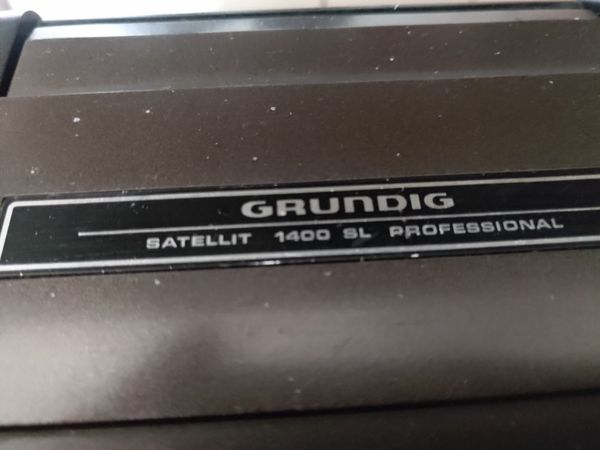 GRUNDIG
SATELLIT 1400 SL PROFESSIONAL